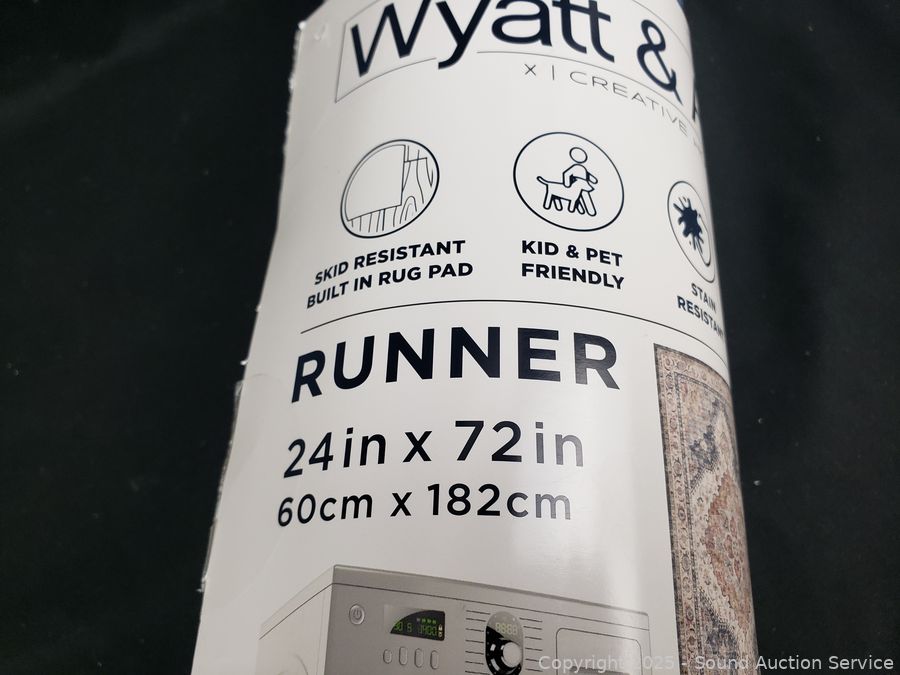 Wyatt &
x | CREATIVE
SKID RESISTANT
BUILT IN RUG PAD
KID & PET
FRIENDLY
STAIN
RESISTANT
RUNNER
24in x 72in
60cm x 182cm
Copyright 2025 - Sound Auction Service